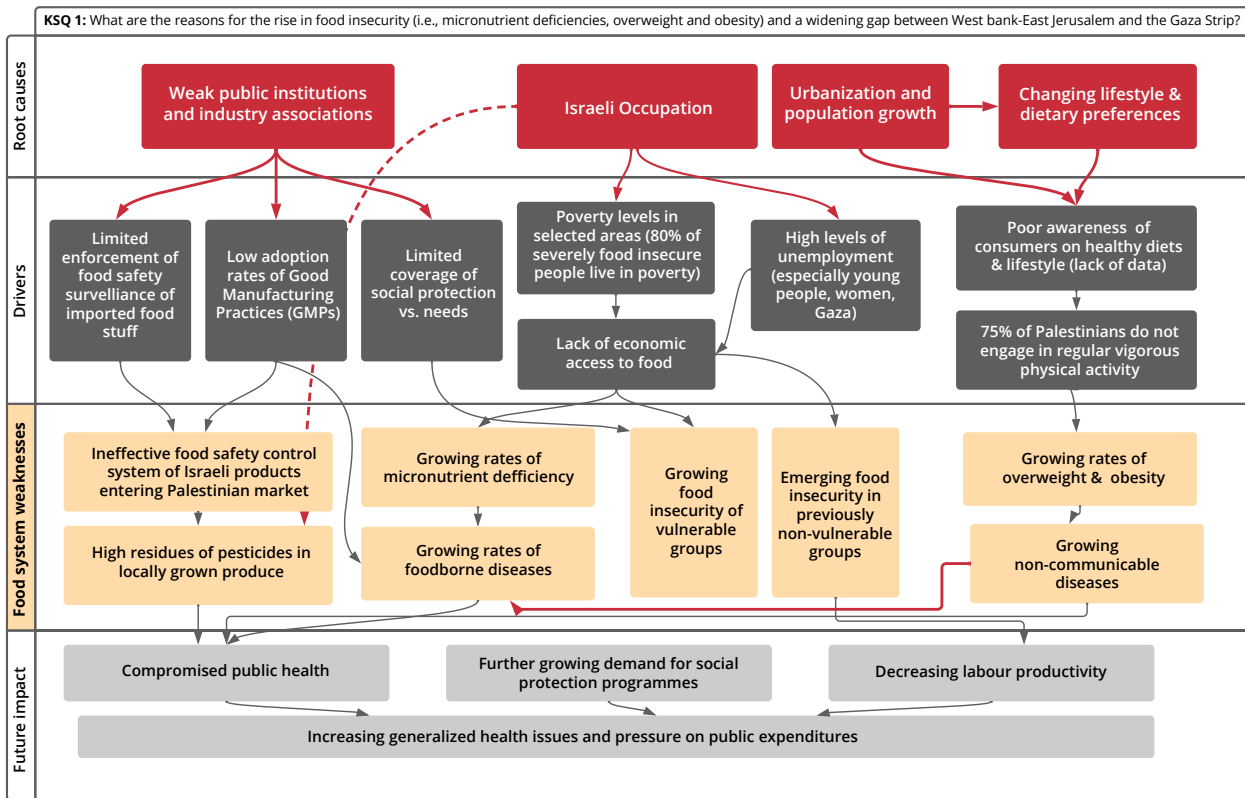 KSQ 1: What are the reasons for the rise in food insecurity (i.e., micronutrient deficiencies, overweight and obesity) and a widening gap between West bank-East Jerusalem and the Gaza Strip?
Root causes
Weak public institutions
and industry associations
Israeli Occupation
Urbanization and
population growth
Changing lifestyle &
dietary preferences
Drivers
Limited
enforcement of
food safety
survelliance of
imported food
stuff
Low adoption
rates of Good
Manufacturing
Practices (GMPs)
Limited
coverage of
social protection
vs. needs
Poverty levels in
selected areas (80% of
severely food insecure
people live in poverty)
High levels of
unemployment
(especially young
people, women,
Gaza)
Poor awareness of
consumers on healthy diets
& lifestyle (lack of data)
Lack of economic
access to food
75% of Palestinians do not
engage in regular vigorous
physical activity
Food system weaknesses
Ineffective food safety control
system of Israeli products
entering Palestinian market
Growing rates of
micronutrient defficiency
Growing
food
insecurity of
vulnerable
groups
Emerging food
insecurity in
previously
non-vulnerable
groups
Growing rates of
overweight & obesity
High residues of pesticides in
locally grown produce
Growing rates of
foodborne diseases
Growing
non-communicable
diseases
Future impact
Compromised public health
Further growing demand for social
protection programmes
Decreasing labour productivity
Increasing generalized health issues and pressure on public expenditures